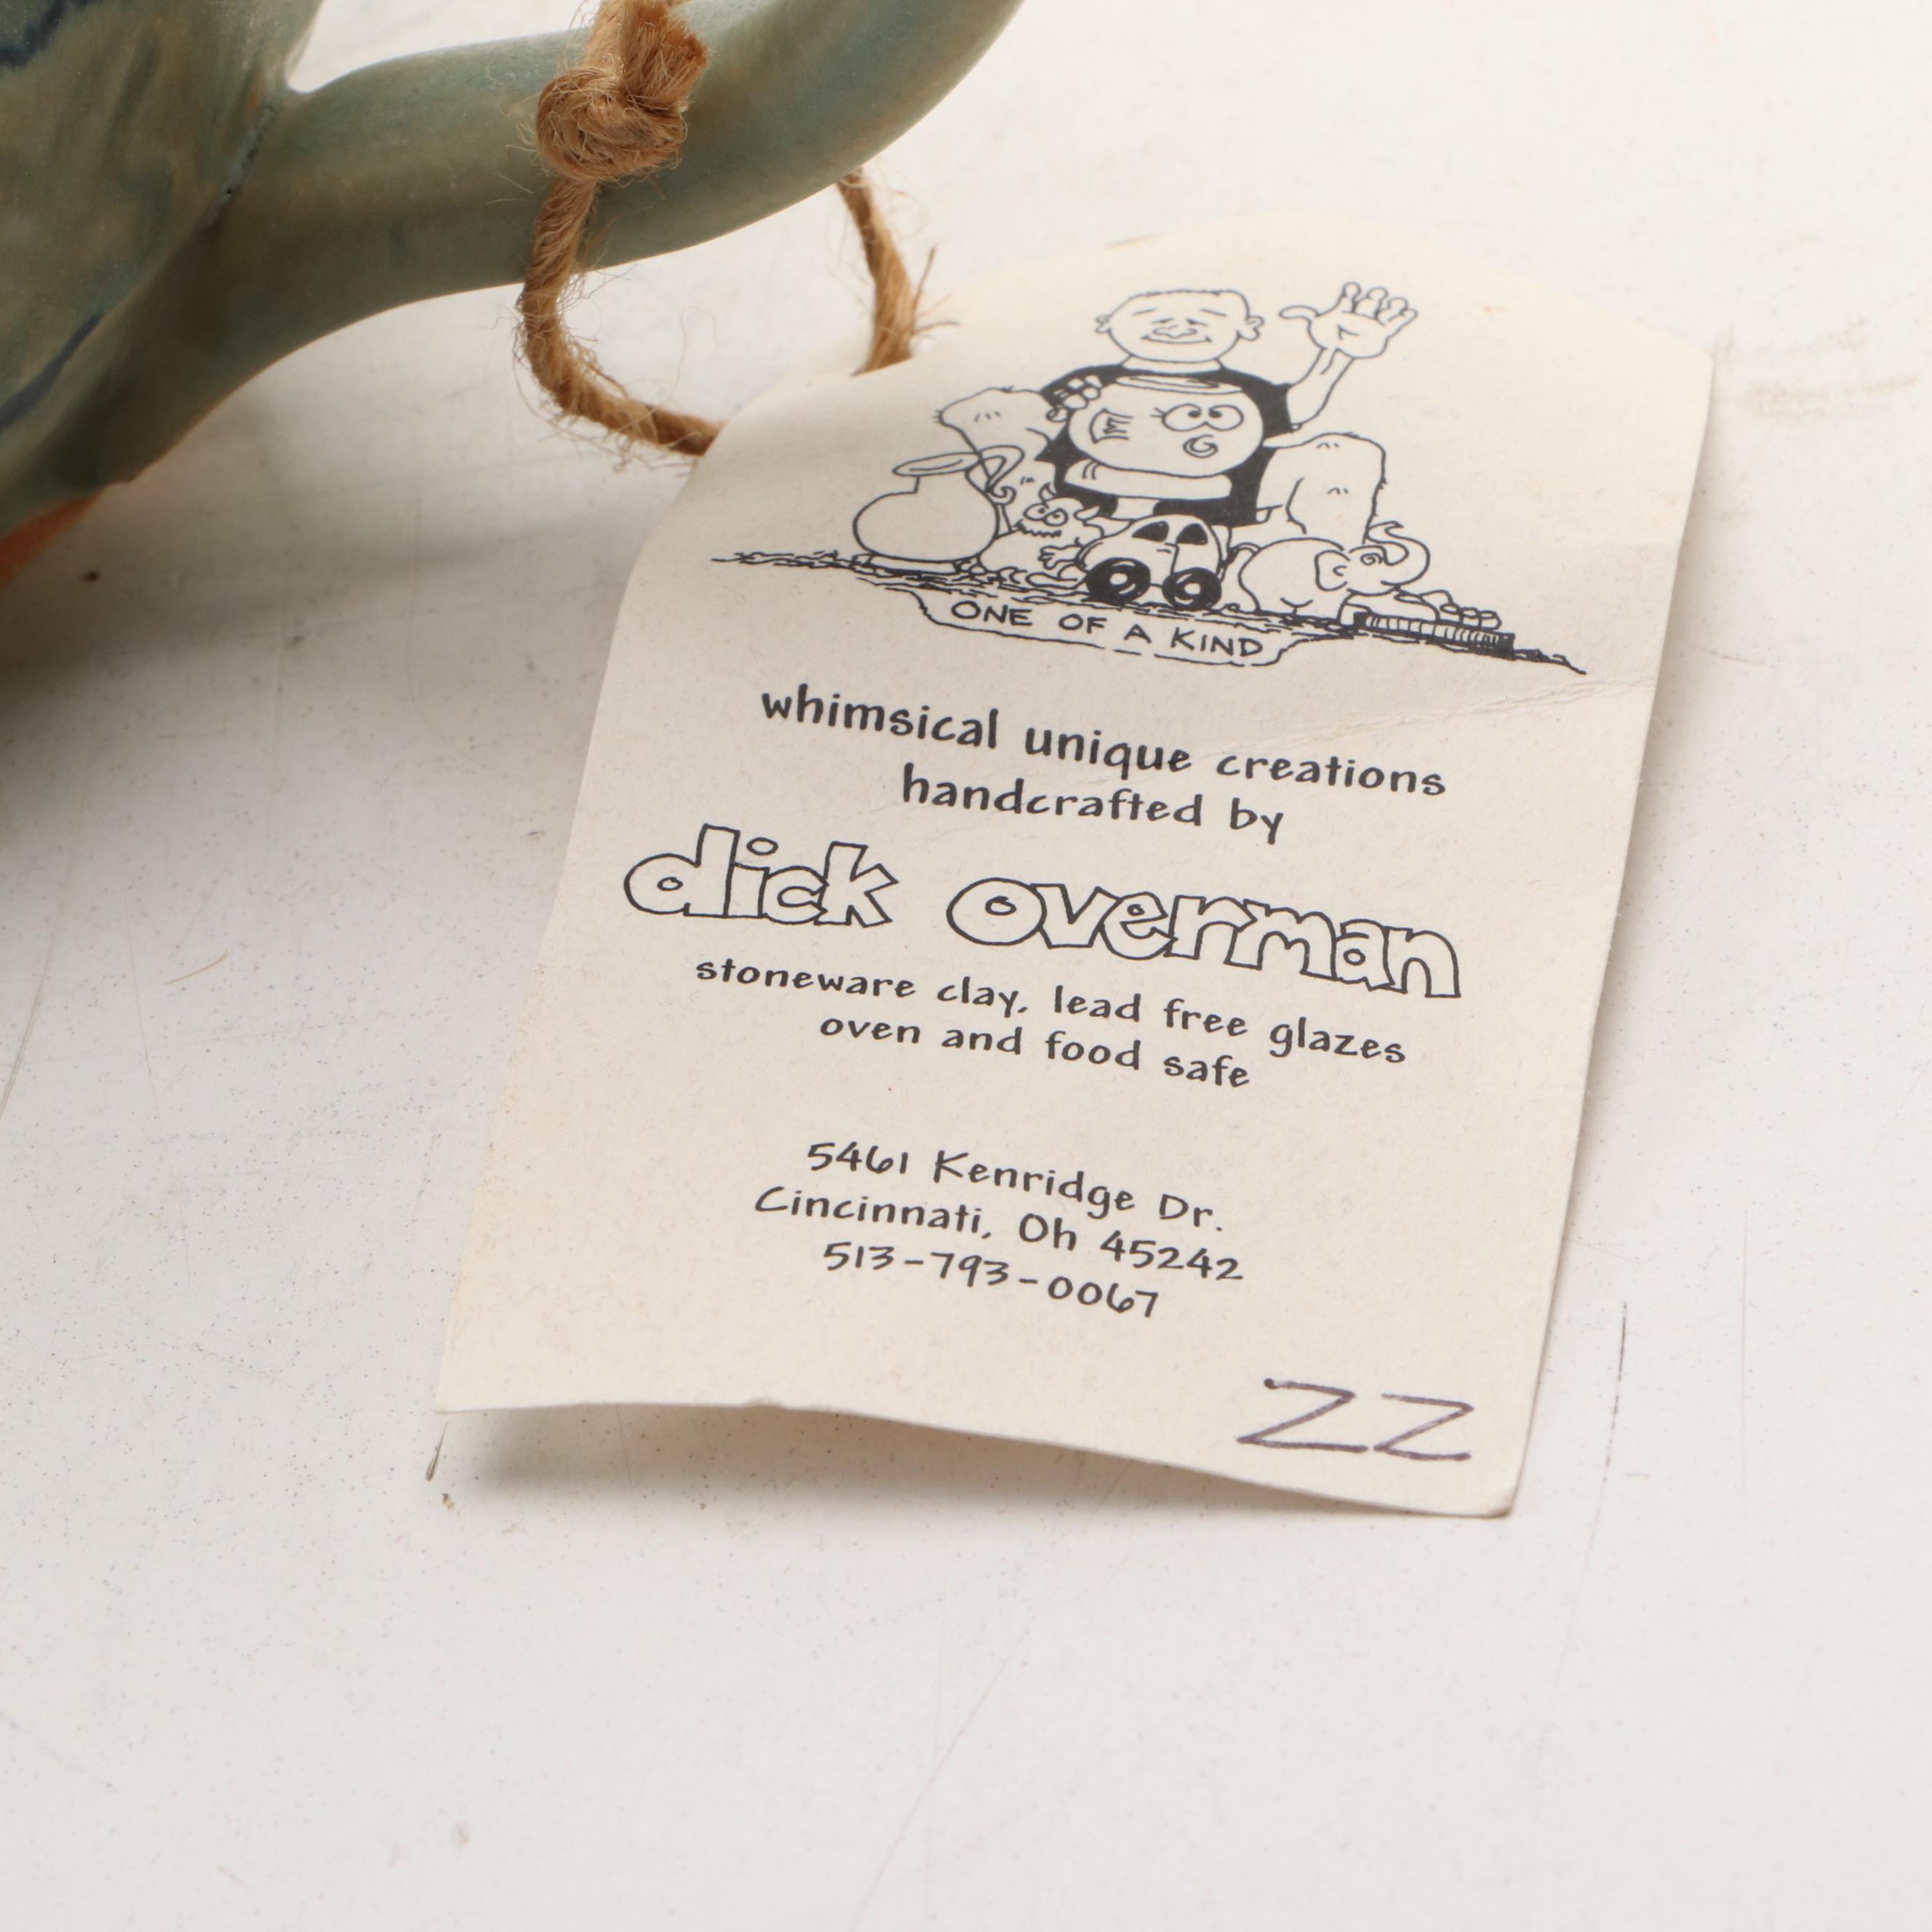 ONE OF A KIND
whimsical unique creations
handcrafted by
dick overman
stoneware clay, lead free glazes
oven and food safe
5461 Kenridge Dr.
Cincinnati, Oh 45242
513-793-0067
ZZ